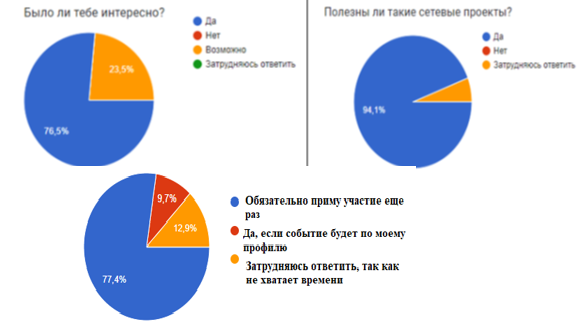 Было ли тебе интересно?
Да
Нет
Возможно
Затрудняюсь ответить
23,5%
76,5%
Полезны ли такие сетевые проекты?
Да
Нет
Затрудняюсь ответить
94,1%
9,7%
12,9%
77,4%
Обязательно приму участие еще
раз
Да, если событие будет по моему
профилю
Затрудняюсь ответить, так как
не хватает времени